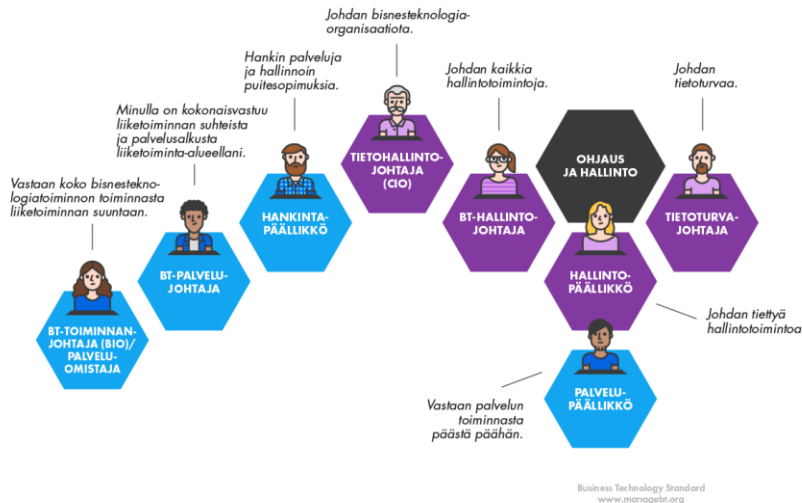 Johdan bisnesteknologia-
organisaatiota.
Hankin palveluja
ja hallinnoin
puitesopimuksia.
Johdan kaikkia
hallintotoimintoja.
Johdan
tietoturvaa.
Minulla on kokonaisvastuu
liiketoiminnan suhteista
ja palvelusalkusta
liiketoiminta-alueellani.
Vastaan koko bisnestekno-
logiatoiminnon toiminnasta
liiketoiminnan suuntaan.
TIETOHALLINTO-
JOHTAJA
(CIO)
OHJAUS
JA HALLINTO
HANKINTA-
PÄÄLLIKKÖ
BT-HALLINTO-
JOHTAJA
TIETOTURVA-
JOHTAJA
BT-PALVELU-
JOHTAJA
HALLINTO-
PÄÄLLIKKÖ
BT-TOIMINNAN-
JOHTAJA (BIO)/
PALVELU-
OMISTAJA
Johdan tiettyä
hallintotoimintoa
PALVELU-
PÄÄLLIKKÖ
Vastaan palvelun
toiminnasta
päästä päähän.
Business Technology Standard
www.managebt.org